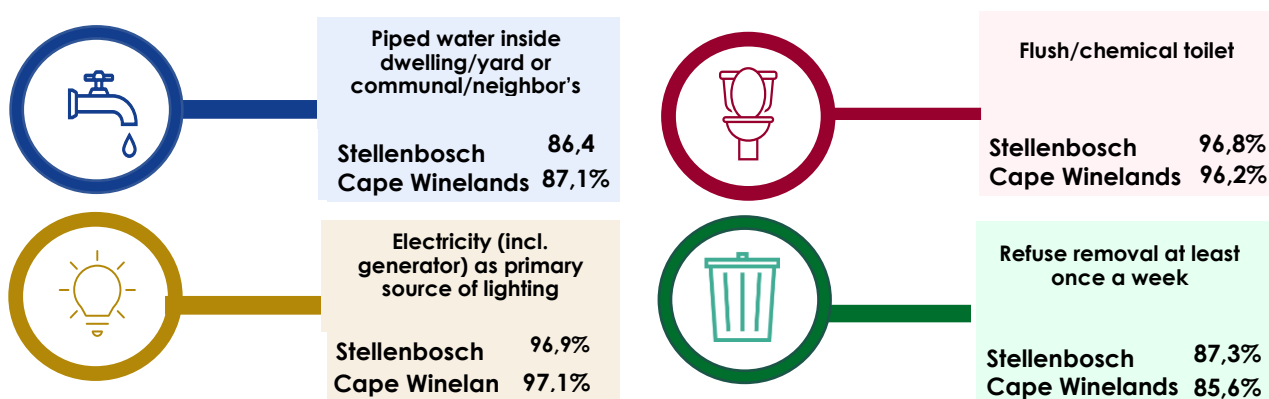 Piped water inside
dwelling/yard or
communal/neighbor's
Stellenbosch 86,4
Cape Winelands 87,1%
Flush/chemical toilet
Stellenbosch 96,8%
Cape Winelands 96,2%
Electricity (incl.
generator) as primary
source of lighting
Stellenbosch 96,9%
Cape Winelan 97,1%
Refuse removal at least
once a week
Stellenbosch 87,3%
Cape Winelands 85,6%